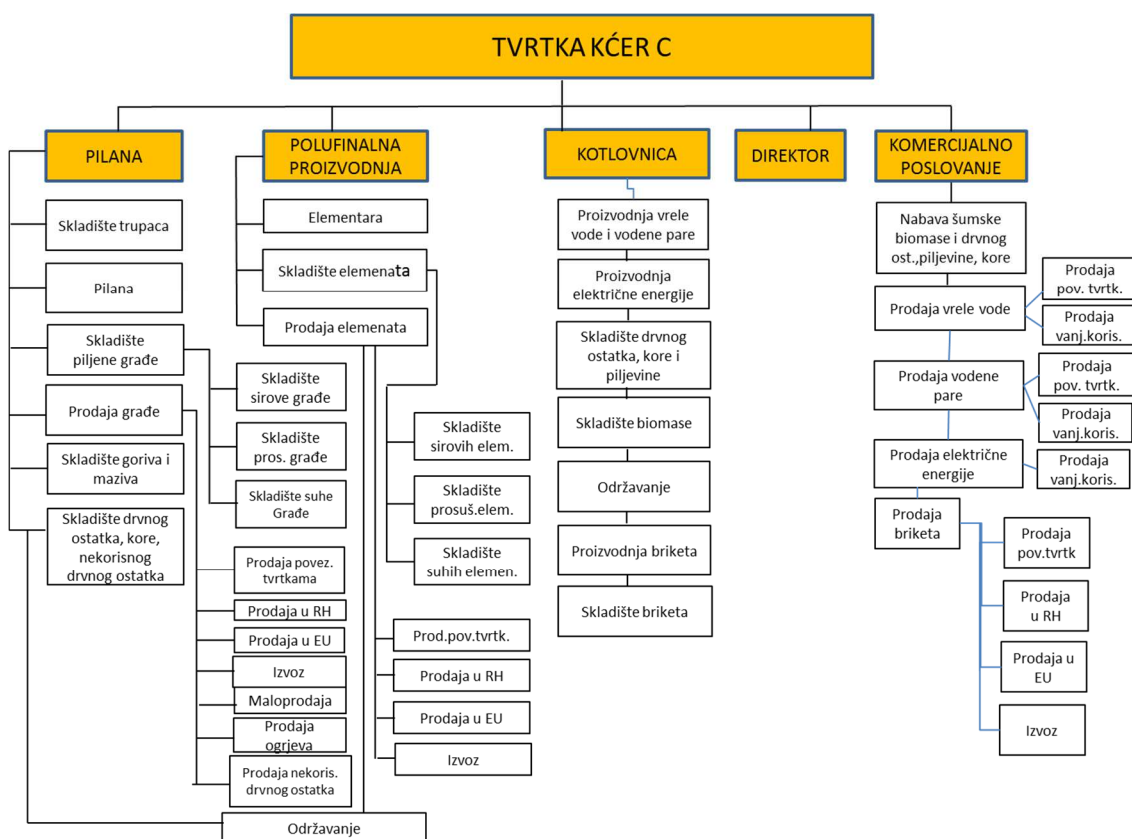 TVRTKA KĆER C
PILANA
Skladište trupaca
Pilana
Skladište
piljene građe
Prodaja građe
Skladište goriva i
maziva
Skladište drvnog
ostatka, kore,
nekorisnog
drvnog ostatka
Skladište
sirove građe
Skladište
pros. građe
Skladište suhe
Građe
Prodaja povez.
tvrtkama
Prodaja u RH
Prodaja u EU
Izvoz
Maloprodaja
Prodaja
ogrjeva
Prodaja nekoris.
drvnog ostatka
Održavanje
POLUFINALNA
PROIZVODNJA
Elementara
Skladište elemenata
Prodaja elemenata
Skladište
sirovih elem.
Skladište
prosuš.elem.
Skladište
suhih elemen.
Prod.pov.tvrtk.
Prodaja u RH
Prodaja u EU
Izvoz
KOTLOVNICA
Proizvodnja vrele
vode i vodene pare
Proizvodnja
električne energije
Skladište drvnog
ostatka, kore i
piljevine
Skladište biomase
Održavanje
Proizvodnja briketa
Skladište briketa
DIREKTOR
KOMERCIJALNO
POSLOVANJE
Nabava šumske
biomase i drvnog
ost.,piljevine, kore
Prodaja vrele vode
Prodaja
pov. tvrtk.
Prodaja
vanj.koris.
Prodaja vodene
pare
Prodaja
pov. tvrtk.
Prodaja
vanj.koris.
Prodaja električne
energije
Prodaja
vanj.koris.
Prodaja
briketa
Prodaja
pov.tvrtk
Prodaja
u RH
Prodaja u
EU
Izvoz